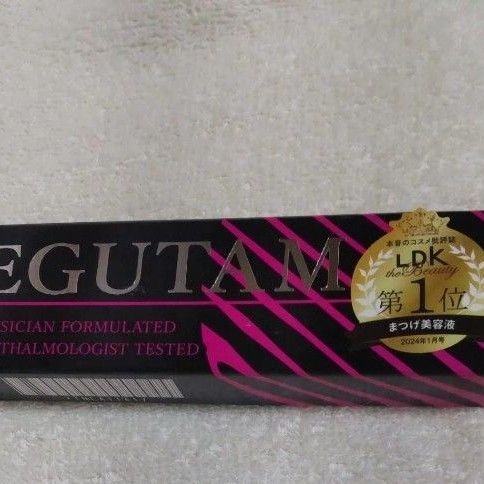 EGUTAM
SICIAN FORMULATED
THALMOLOGIST TESTED
本音のコスメ批評誌
LDK
the Beauty
第1位
まつげ美容液
2024年1月号